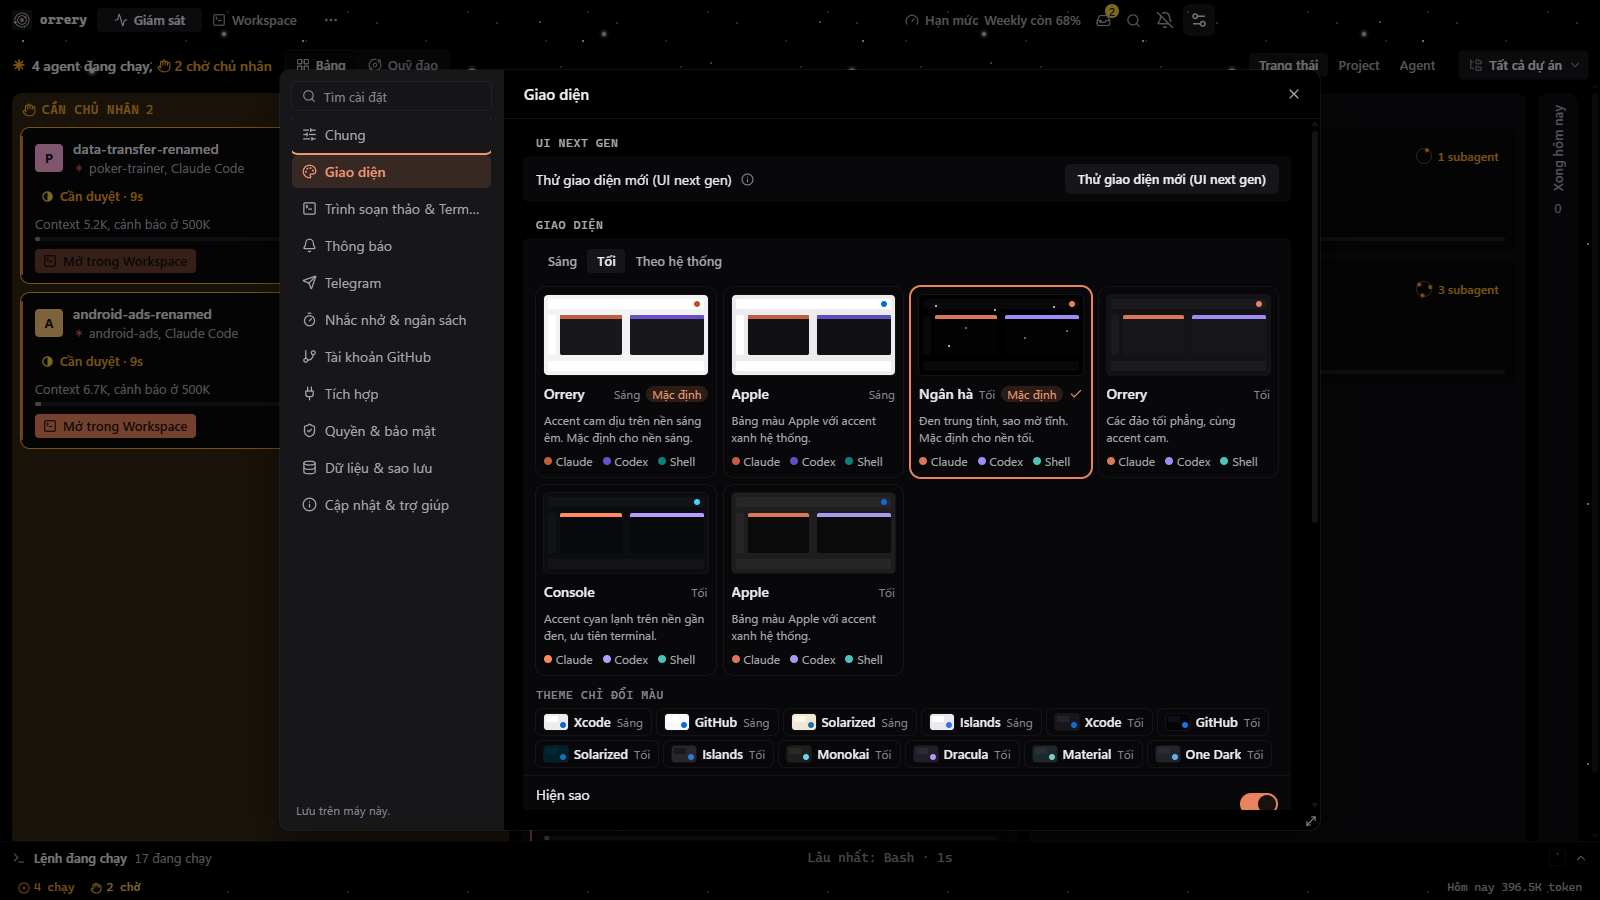 orrery
Giám sát
Workspace
Hạn mức Weekly còn 68%
2
4 agent đang chạy, 2 chờ chủ nhân
Bảng
Quỹ đạo
Trạng thái
Project
Agent
Tất cả dự án
CẦN CHỦ NHÂN 2
P
data-transfer-renamed
poker-trainer, Claude Code
Cần duyệt · 9s
Context 5.2K, cảnh báo ở 500K
Mở trong Workspace
A
android-ads-renamed
android-ads, Claude Code
Cần duyệt · 9s
Context 6.7K, cảnh báo ở 500K
Mở trong Workspace
Tìm cài đặt
Chung
Giao diện
Trình soạn thảo & Term...
Thông báo
Telegram
Nhắc nhở & ngân sách
Tài khoản GitHub
Tích hợp
Quyền & bảo mật
Dữ liệu & sao lưu
Cập nhật & trợ giúp
Lưu trên máy này.
Giao diện
UI NEXT GEN
Thử giao diện mới (UI next gen)
Thử giao diện mới (UI next gen)
GIAO DIỆN
Sáng
Tối
Theo hệ thống
Orrery Sáng Mặc định
Accent cam dịu trên nền sáng
êm. Mặc định cho nền sáng.
Claude Codex Shell
Apple Sáng
Bảng màu Apple với accent
xanh hệ thống.
Claude Codex Shell
Ngân hà Tối Mặc định
Đen trung tính, sao mờ tĩnh.
Mặc định cho nền tối.
Claude Codex Shell
Orrery Tối
Các đảo tối phẳng, cùng
accent cam.
Claude Codex Shell
Console Tối
Accent cyan lạnh trên nền gần
đen, ưu tiên terminal.
Claude Codex Shell
Apple Tối
Bảng màu Apple với accent
xanh hệ thống.
Claude Codex Shell
THEME CHỈ ĐỔI MÀU
Xcode Sáng
GitHub Sáng
Solarized Sáng
Islands Sáng
Xcode Tối
GitHub Tối
Solarized Tối
Islands Tối
Monokai Tối
Dracula Tối
Material Tối
One Dark Tối
Hiện sao
1 subagent
3 subagent
Xong hôm nay
0
Lệnh đang chạy 17 đang chạy
Lâu nhất: Bash · 1s
4 chạy
2 chờ
Hôm nay 396.5K token